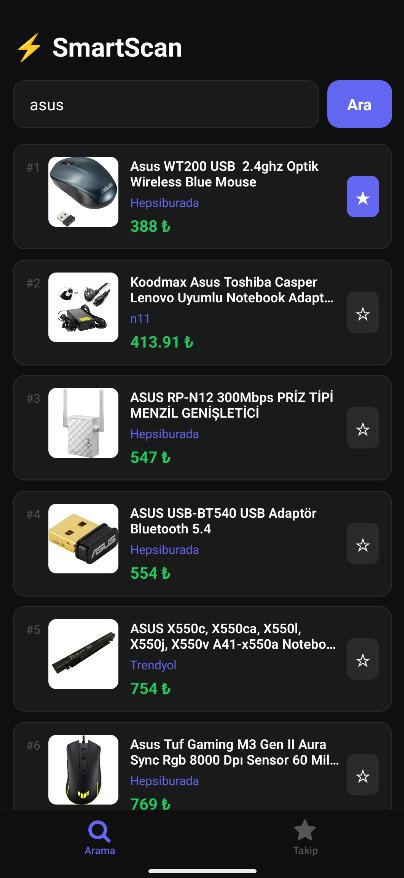 ⚡ SmartScan
asus
Ara
#1
Asus WT200 USB 2.4ghz Optik
Wireless Blue Mouse
Hepsiburada
388 ₺
#2
Koodmax Asus Toshiba Casper
Lenovo Uyumlu Notebook Adapt...
n11
413.91 ₺
#3
ASUS RP-N12 300Mbps PRİZ TİPİ
MENZİL GENİŞLETİCİ
Hepsiburada
547 ₺
#4
ASUS USB-BT540 USB Adaptör
Bluetooth 5.4
Hepsiburada
554 ₺
#5
ASUS X550c, X550ca, X550l,
X550j, X550v A41-x550a Notebo...
Trendyol
754 ₺
#6
Asus Tuf Gaming M3 Gen II Aura
Sync Rgb 8000 Dpı Sensor 60 Mil...
Hepsiburada
769 ₺
Arama
Takip